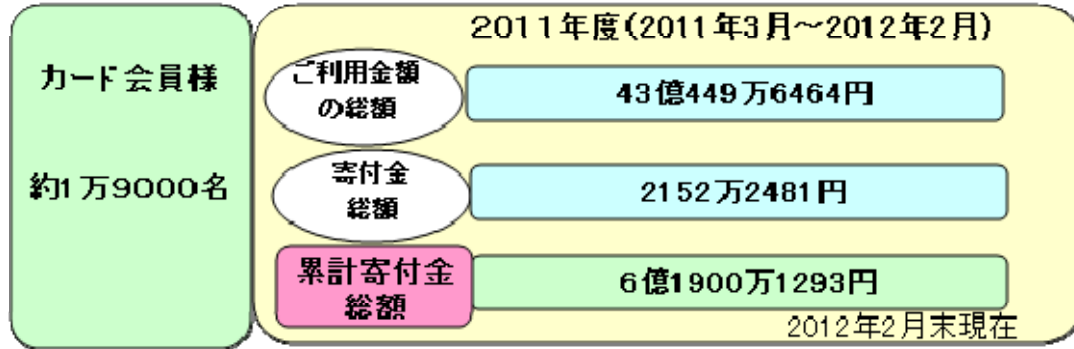 カード会員様
約1万9000名
2011年度(2011年3月～2012年2月)
ご利用金額
の総額
43億449万6464円
寄付金
総額
2152万2481円
累計寄付金
総額
6億1900万1293円
2012年2月末現在